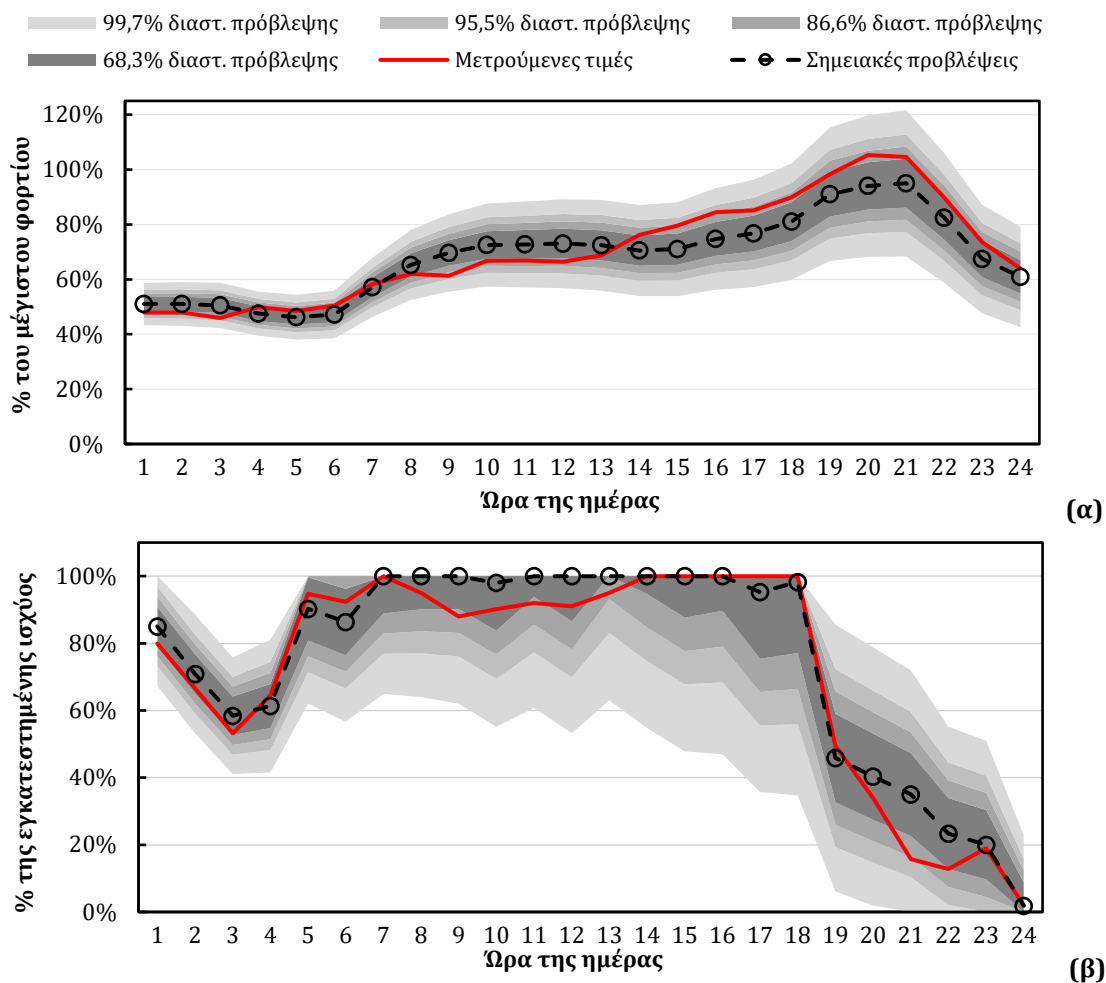 99,7% διαστ. πρόβλεψης 95,5% διαστ. πρόβλεψης 86,6% διαστ. πρόβλεψης
68,3% διαστ. πρόβλεψης Μετρούμενες τιμές Σημειακές προβλέψεις
% του μέγιστου φορτίου
120%
100%
80%
60%
40%
20%
0%
1 2 3 4 5 6 7 8 9 10 11 12 13 14 15 16 17 18 19 20 21 22 23 24
Ώρα της ημέρας
(α)
% της εγκατεστημένης ισχύος
100%
80%
60%
40%
20%
0%
1 2 3 4 5 6 7 8 9 10 11 12 13 14 15 16 17 18 19 20 21 22 23 24
Ώρα της ημέρας
(β)